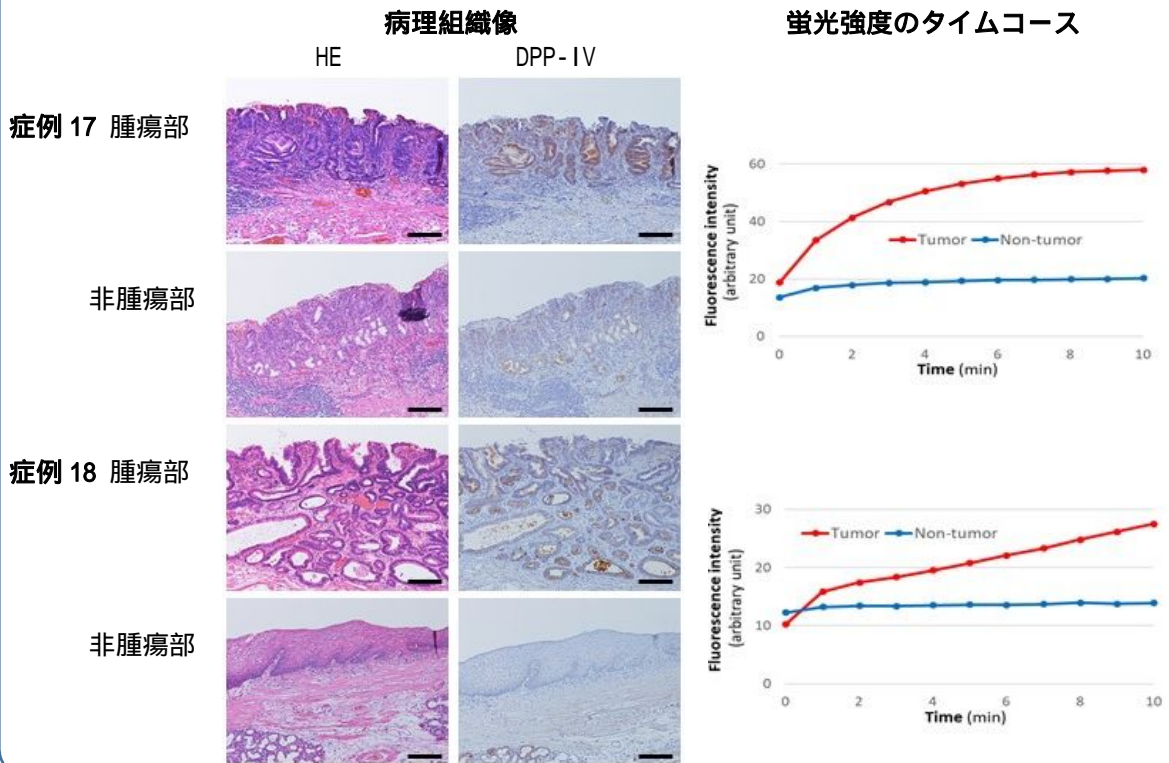 病理組織像
蛍光強度のタイムコース
HE
DPP-IV
症例 17 腫瘍部
非腫瘍部
症例 18 腫瘍部
非腫瘍部
Fluorescence intensity
(arbitrary unit)
60
40
20
0
Tumor
Non-tumor
0 2 4 6 8 10
Time (min)
Fluorescence intensity
(arbitrary unit)
30
20
10
0
Tumor
Non-tumor
0 2 4 6 8 10
Time (min)